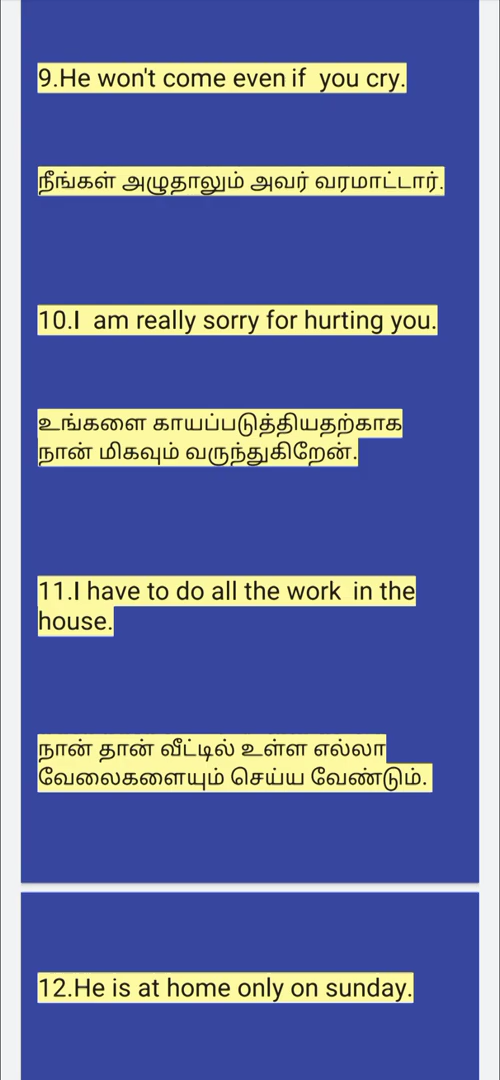 9.He won't come even if  you cry.
நீங்கள் அழுதாலும் அவர் வரமாட்டார்.
10.I  am really sorry for hurting you.
உங்களை காயப்படுத்தியதற்காக
நான் மிகவும் வருந்துகிறேன்.
11.I have to do all the work  in the
house.
நான் தான் வீட்டில் உள்ள எல்லா
வேலைகளையும் செய்ய வேண்டும்.
12.He is at home only on sunday.